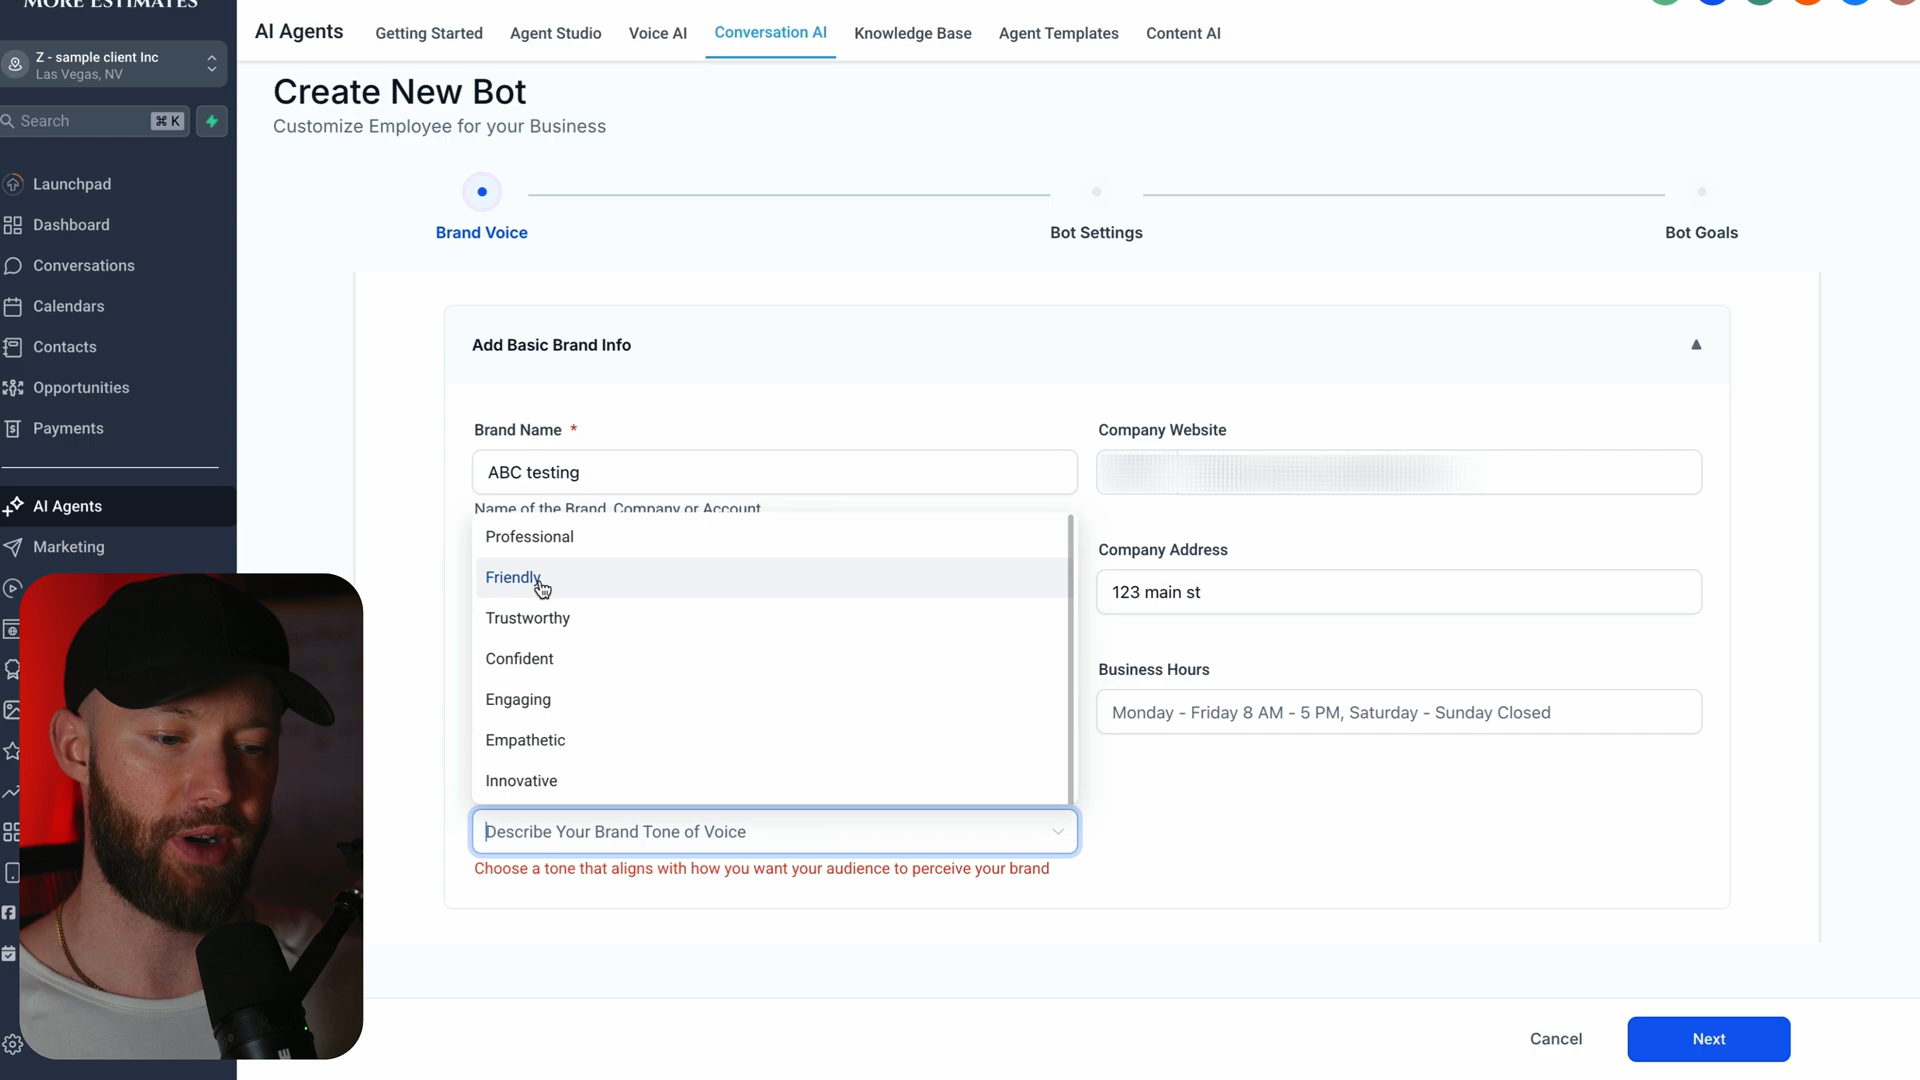 MORE ESTIMATES
Z - sample client Inc
Las Vegas, NV
Search
⌘ K
Launchpad
Dashboard
Conversations
Calendars
Contacts
Opportunities
Payments
AI Agents
Marketing
AI Agents
Getting Started
Agent Studio
Voice AI
Conversation AI
Knowledge Base
Agent Templates
Content AI
Create New Bot
Customize Employee for your Business
Brand Voice
Bot Settings
Bot Goals
Add Basic Brand Info
Brand Name *
ABC testing
Name of the Brand, Company or Account
Company Website
Professional
Friendly
Trustworthy
Confident
Engaging
Empathetic
Innovative
Company Address
123 main st
Business Hours
Monday - Friday 8 AM - 5 PM, Saturday - Sunday Closed
Describe Your Brand Tone of Voice
Choose a tone that aligns with how you want your audience to perceive your brand
Cancel
Next